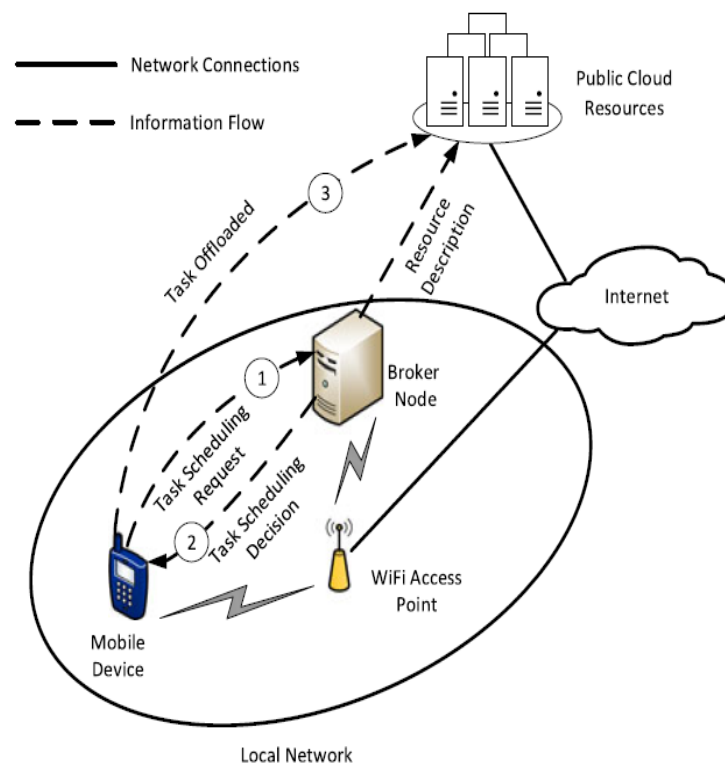 Network Connections
Information Flow
Public Cloud
Resources
3
Task Offloaded
Resource
Description
Internet
1
Broker
Node
Task Scheduling
Request
2
Task Scheduling
Decision
WiFi Access
Point
Mobile
Device
Local Network